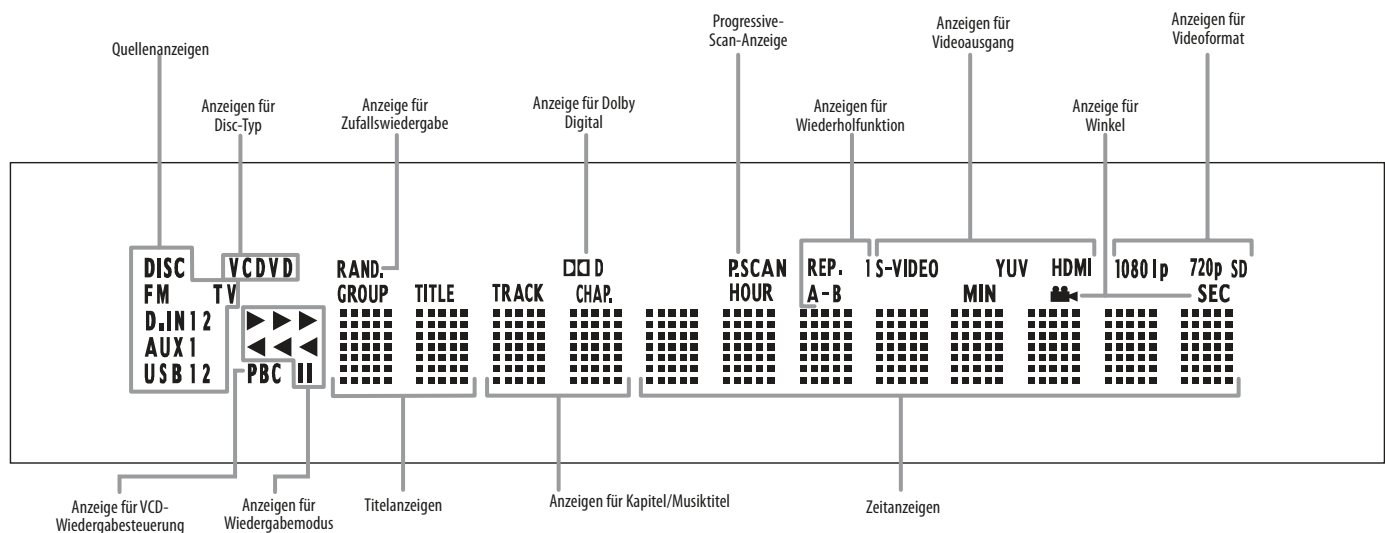 Quellenanzeigen
Anzeigen für
Disc-Typ
Anzeige für
Zufallswiedergabe
Anzeige für Dolby
Digital
Progressive-
Scan-Anzeige
Anzeigen für
Wiederholfunktion
Anzeigen für
Videoausgang
Anzeige für
Winkel
Anzeigen für
Videoformat
DISC VCDVD RAND. D P.SCAN REP. 1 S-VIDEO YUV HDMI 1080 I p 720p SD
FM TV GROUP TITLE TRACK CHAP. HOUR A-B MIN SEC
D.IN 1 2
AUX 1
USB 1 2 PBC
Anzeige für VCD-
Wiedergabesteuerung
Anzeigen für
Wiedergabemodus
Titelanzeigen
Anzeigen für Kapitel/Musiktitel
Zeitanzeigen